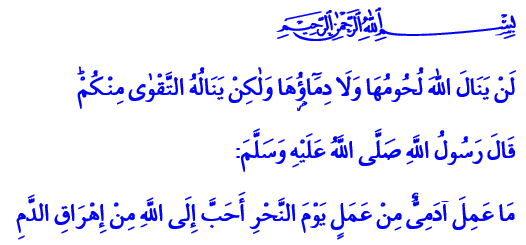 بِسْمِ اللّٰهِ الرَّحْمٰنِ الرَّحِيمِ
لَنْ يَنَالَ اللّٰهَ لُحُومُهَا وَلَا دِمَٓاؤُ۬هَا وَلٰكِنْ يَنَالُهُ التَّقْوٰى مِنْكُمْۜ
قَالَ رَسُولُ اللَّهِ صَلَّى اللَّهُ عَلَيْهِ وَسَلَّمَ:
مَا عَمِلَ آدَمِىٌّ مِنْ عَمَلٍ يَوْمَ النَّحْرِ أَحَبَّ إِلَى اللَّهِ مِنْ إِهْرَاقِ الدَّمِ